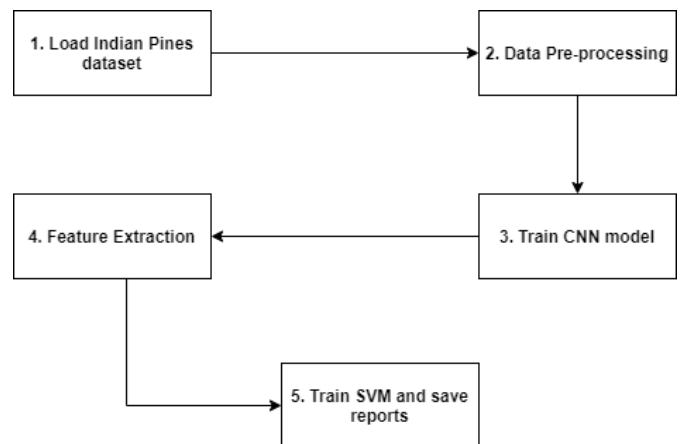 1. Load Indian Pines
dataset
2. Data Pre-processing
3. Train CNN model
4. Feature Extraction
5. Train SVM and save
reports